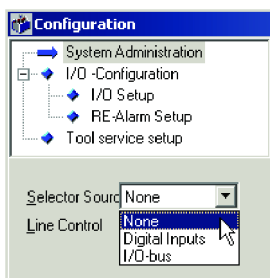 Configuration
System Administration
I/O -Configuration
I/O Setup
RE-Alarm Setup
Tool service setup
Selector Sourc None
Line Control
None
Digital Inputs
I/O-bus